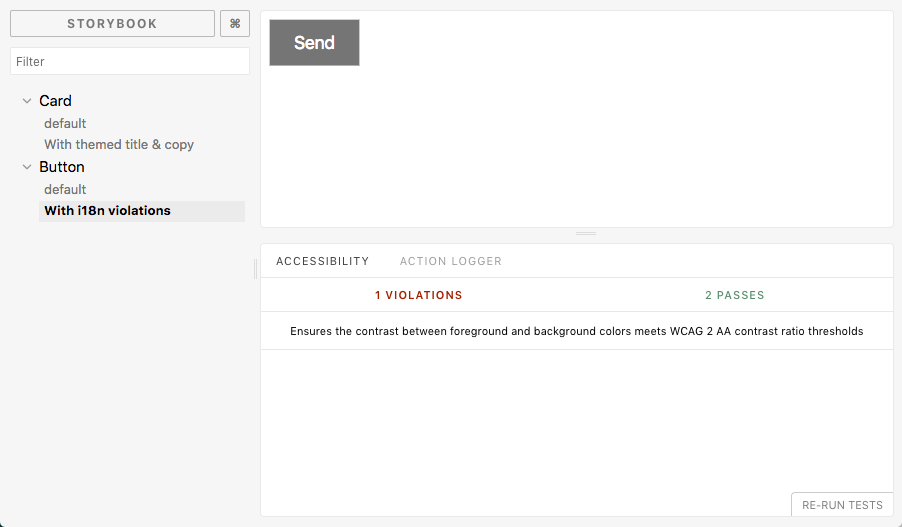 STORYBOOK ⌘
Filter
Card
default
With themed title & copy
Button
default
With i18n violations
Send
ACCESSIBILITY ACTION LOGGER
1 VIOLATIONS 2 PASSES
Ensures the contrast between foreground and background colors meets WCAG 2 AA contrast ratio thresholds
RE-RUN TESTS